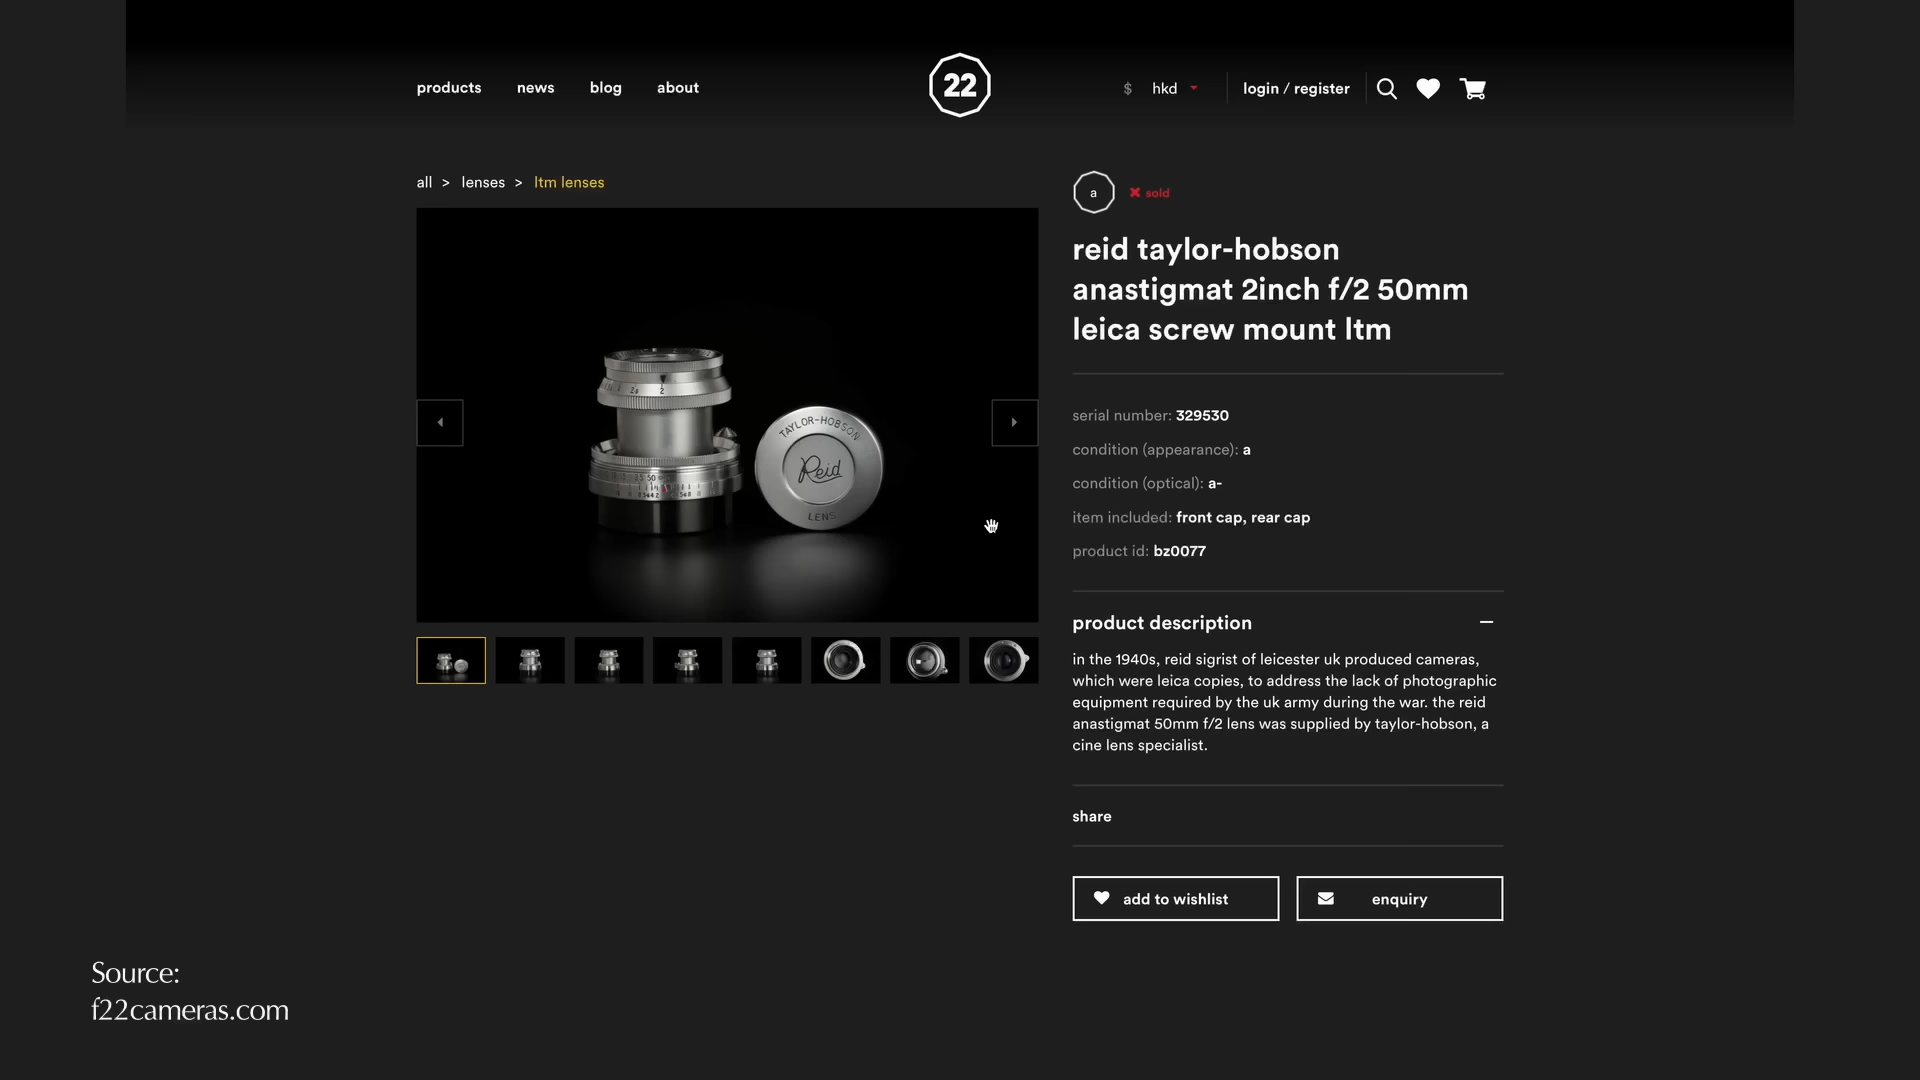 products news blog about
22
$ hkd
login / register
all > lenses > ltm lenses
a
sold
reid taylor-hobson
anastigmat 2inch f/2 50mm
leica screw mount ltm
TAYLOR-HOBSON
Reid
LENS
serial number: 329530
condition (appearance): a
condition (optical): a-
item included: front cap, rear cap
product id: bz0077
product description
in the 1940s, reid sigrist of leicester uk produced cameras,
which were leica copies, to address the lack of photographic
equipment required by the uk army during the war. the reid
anastigmat 50mm f/2 lens was supplied by taylor-hobson, a
cine lens specialist.
share
add to wishlist
enquiry
Source:
f22cameras.com